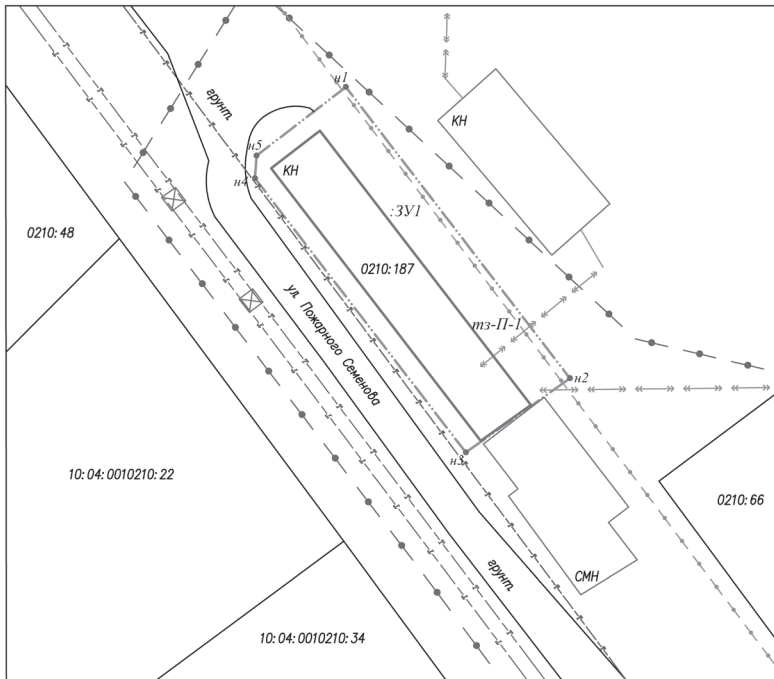 н1
грунт
КН
н5
КН
н4
:ЗУ1
0210:48
0210:187
ул. Пожарного Семенова
тз-П-1
н2
н3
10:04:0010210:22
0210:66
грунт
СМН
10:04:0010210:34